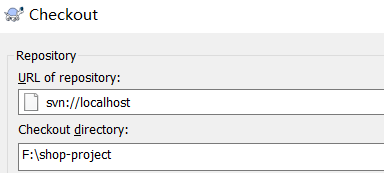 Checkout
Repository
URL of repository:
svn://localhost
Checkout directory:
F:\shop-project